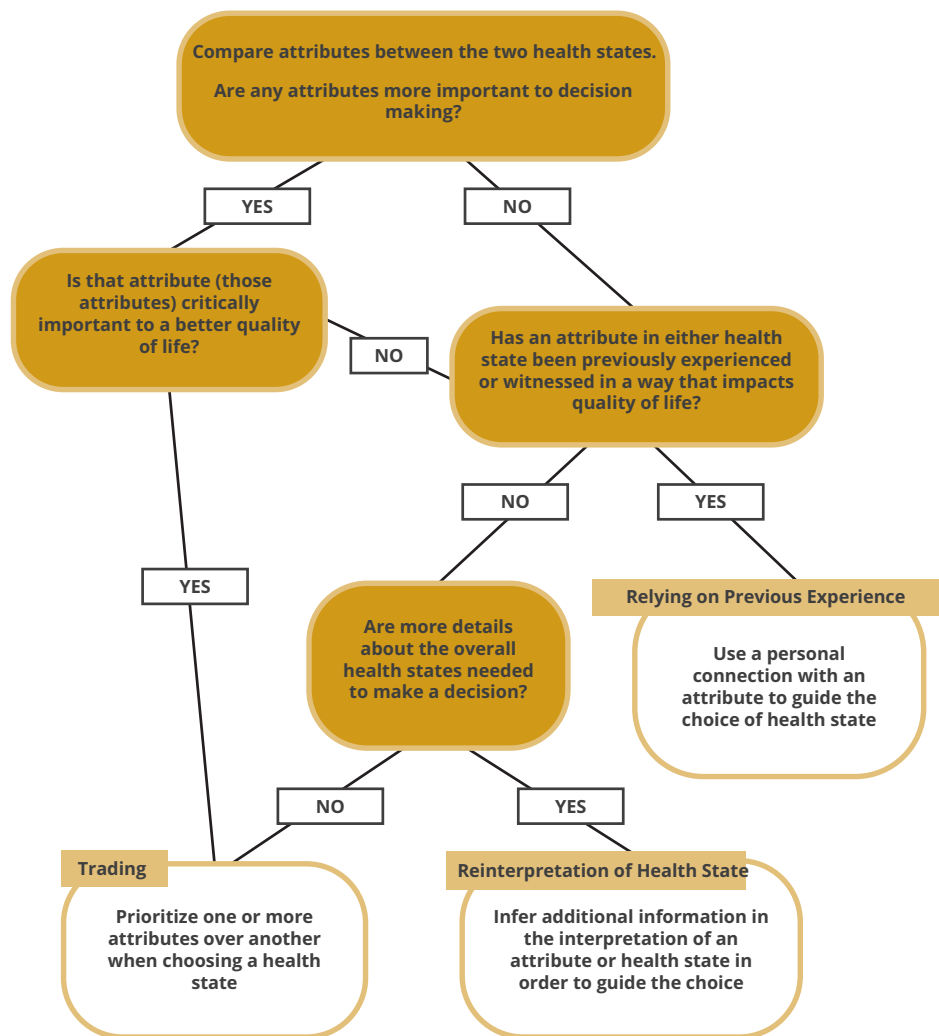 Compare attributes between the two health states.
Are any attributes more important to decision
making?
YES
NO
Is that attribute (those
attributes) critically
important to a better quality
of life?
NO
Has an attribute in either health
state been previously experienced
or witnessed in a way that impacts
quality of life?
NO
YES
YES
Are more details
about the overall
health states needed
to make a decision?
Relying on Previous Experience
Use a personal
connection with an
attribute to guide the
choice of health state
NO
YES
Trading
Prioritize one or more
attributes over another
when choosing a health
state
Reinterpretation of Health State
Infer additional information in
the interpretation of an
attribute or health state in
order to guide the choice